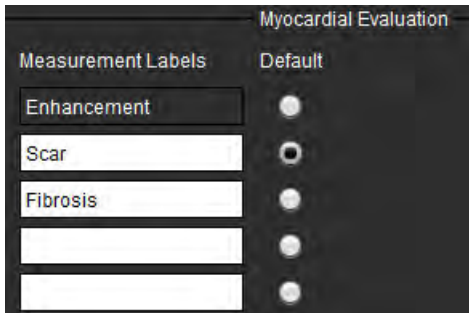 Myocardial Evaluation
Measurement Labels Default
Enhancement
Scar
Fibrosis